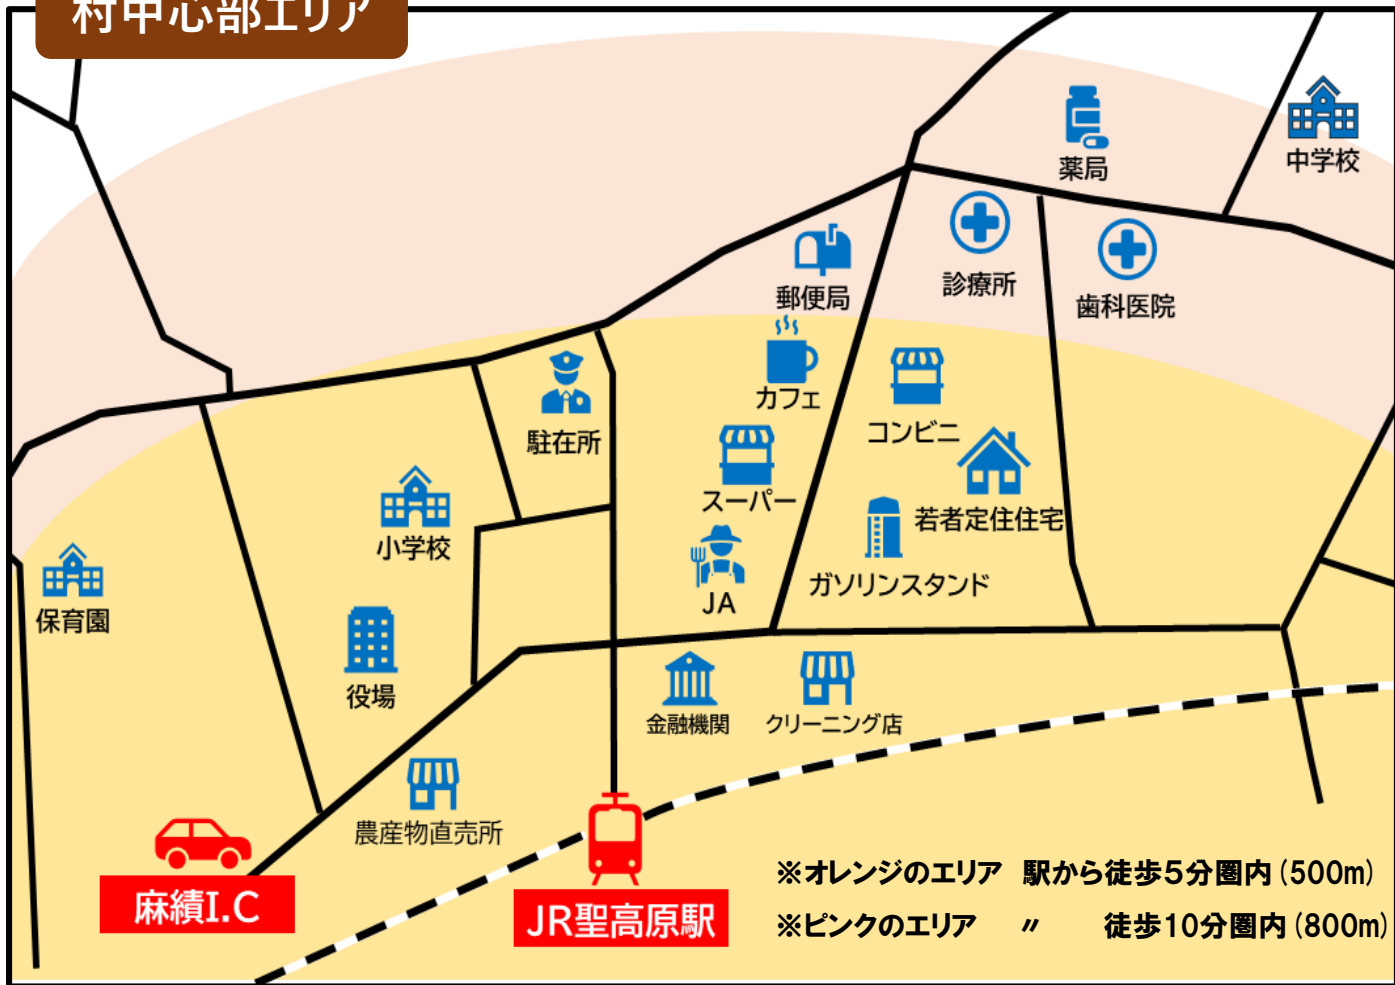 村中心部エリア
薬局
中学校
診療所
郵便局
歯科医院
カフェ
コンビニ
駐在所
スーパー
若者定住住宅
小学校
ガソリンスタンド
JA
保育園
役場
金融機関
クリーニング店
農産物直売所
麻績I.C
JR聖高原駅
※オレンジのエリア 駅から徒歩5分圏内(500m)
※ピンクのエリア 〃 徒歩10分圏内(800m)